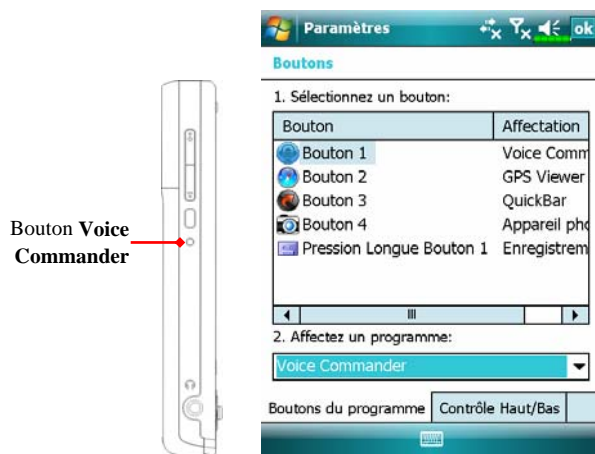 Bouton Voice
Commander
Paramètres
ok
Boutons
1. Sélectionnez un bouton:
Bouton Affectation
Bouton 1 Voice Comm
Bouton 2 GPS Viewer
Bouton 3 QuickBar
Bouton 4 Appareil pho
Pression Longue Bouton 1 Enregistrem
2. Affectez un programme:
Voice Commander
Boutons du programme Contrôle Haut/Bas